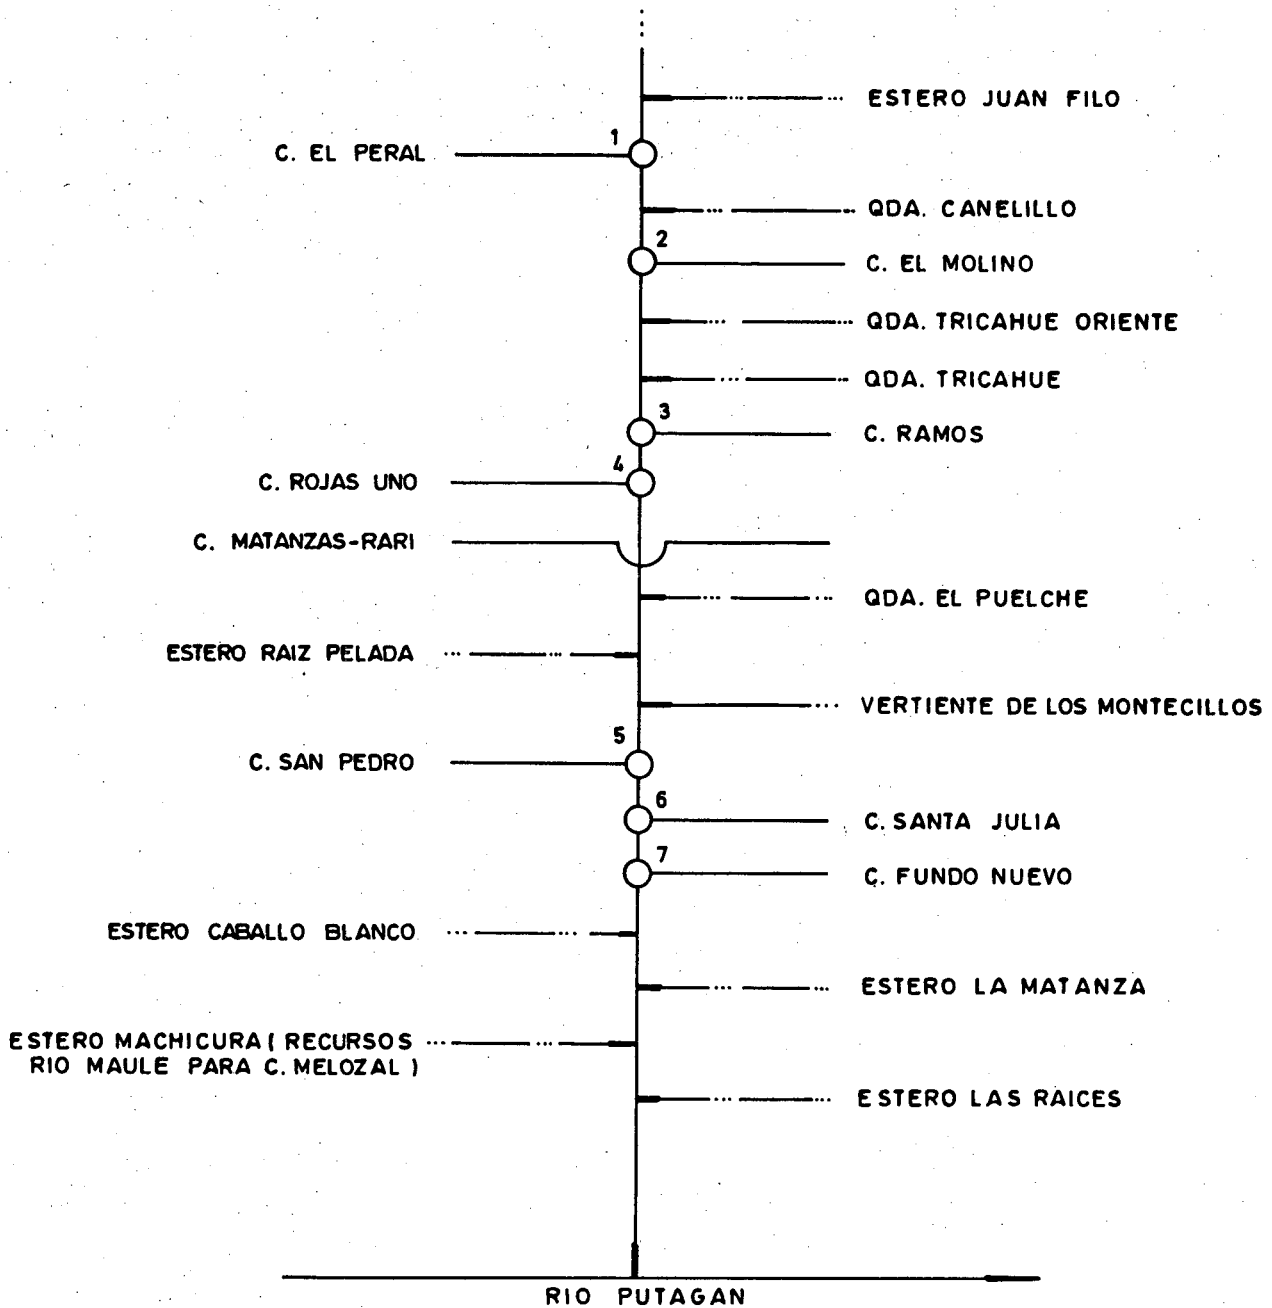 ESTERO JUAN FILO
1
C. EL PERAL
QDA. CANELILLO
2
C. EL MOLINO
QDA. TRICAHUE ORIENTE
QDA. TRICAHUE
3
C. RAMOS
4
C. ROJAS UNO
C. MATANZAS-RARI
QDA. EL PUELCHE
ESTERO RAIZ PELADA
VERTIENTE DE LOS MONTECILLOS
5
C. SAN PEDRO
6
C. SANTA JULIA
7
C. FUNDO NUEVO
ESTERO CABALLO BLANCO
ESTERO LA MATANZA
ESTERO MACHICURA ( RECURSOS
RIO MAULE PARA C. MELOZAL )
ESTERO LAS RAICES
RIO PUTAGAN